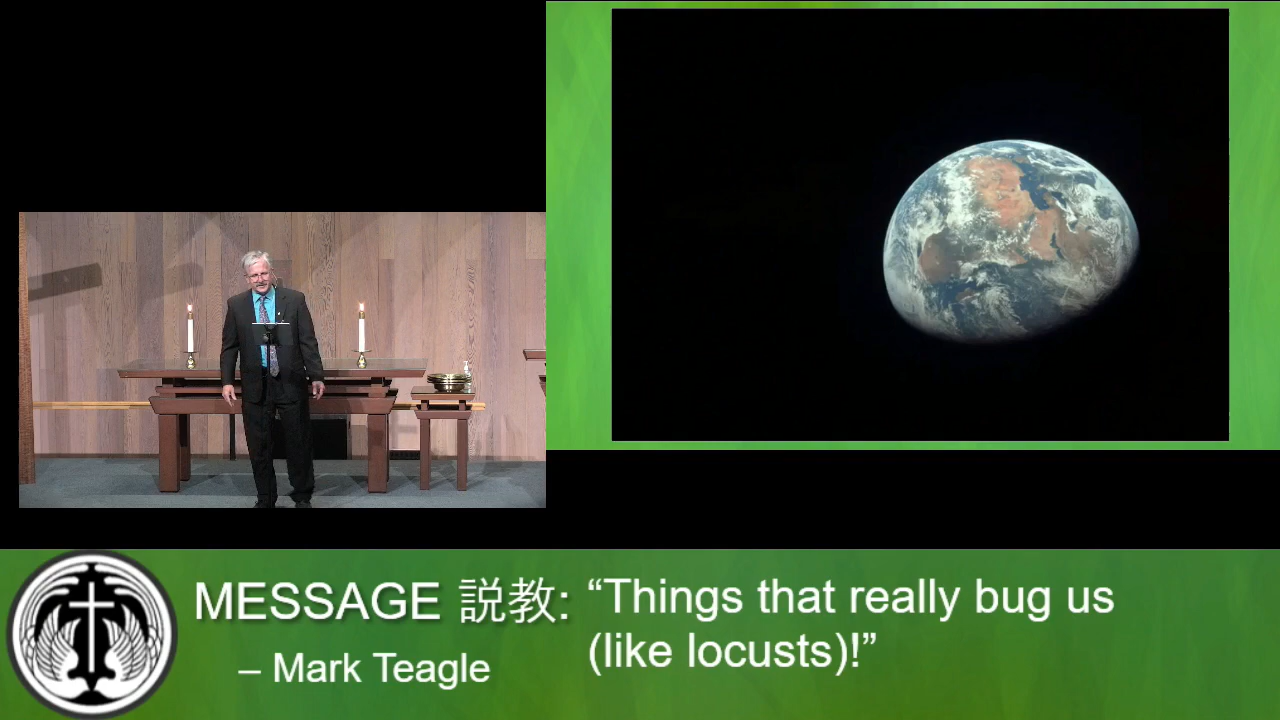 MESSAGE 説教:
– Mark Teagle
“Things that really bug us
(like locusts)!”